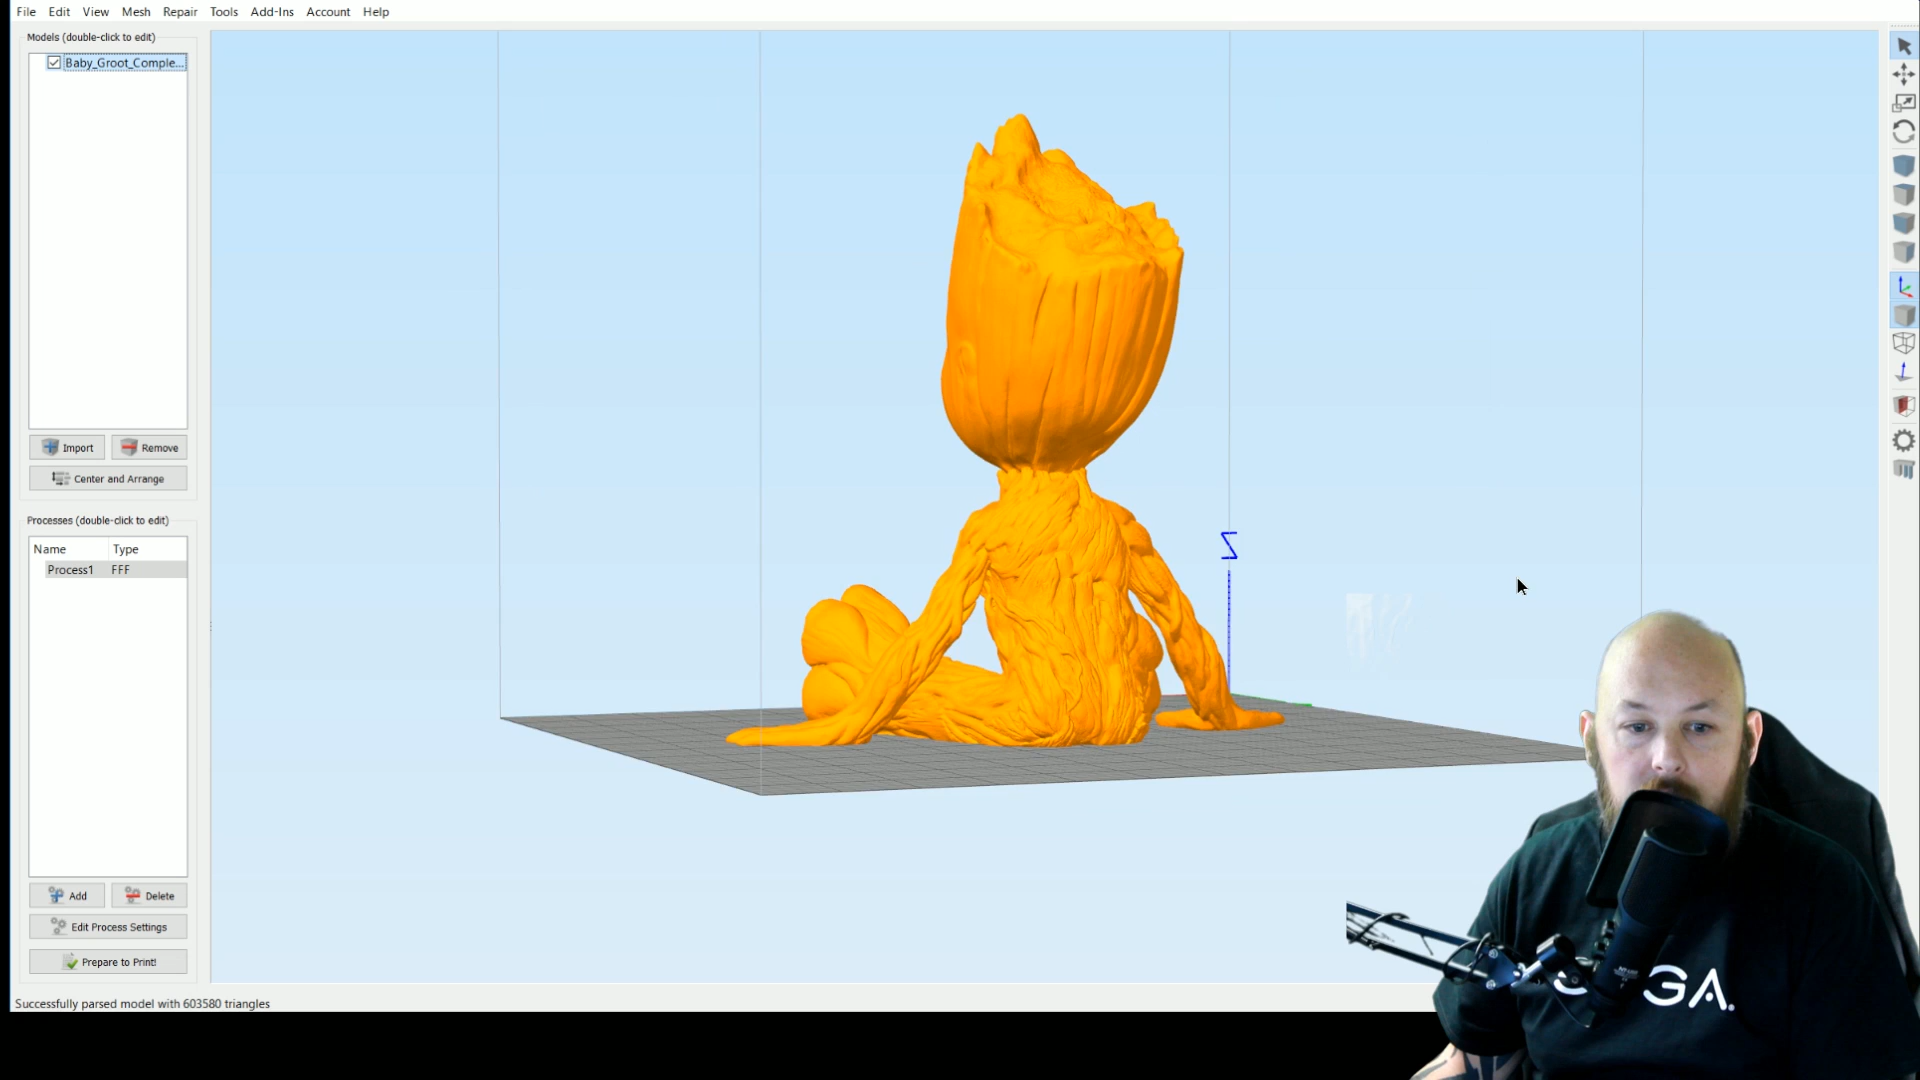 File Edit View Mesh Repair Tools Add-Ins Account Help
Models (double-click to edit)
Baby_Groot_Comple...
Import Remove
Center and Arrange
Processes (double-click to edit)
Name Type
Process1 FFF
Add Delete
Edit Process Settings
Prepare to Print!
Z
GA.
Successfully parsed model with 603580 triangles